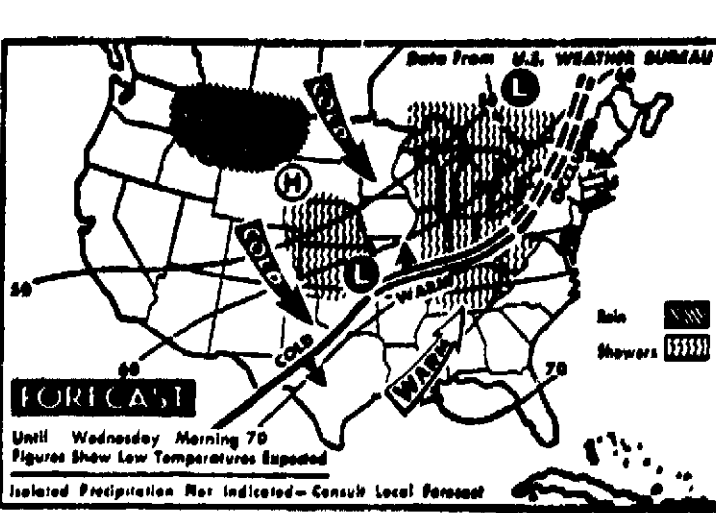 Data From U.S. WEATHER BUREAU
60
L
COLD
H
COLD
L
WARM
COLD
WARM
50
60
70
Rain
Showers
FORECAST
Until Wednesday Morning 70
Figures Show Low Temperatures Expected
Isolated Precipitation Not Indicated—Consult Local Forecast